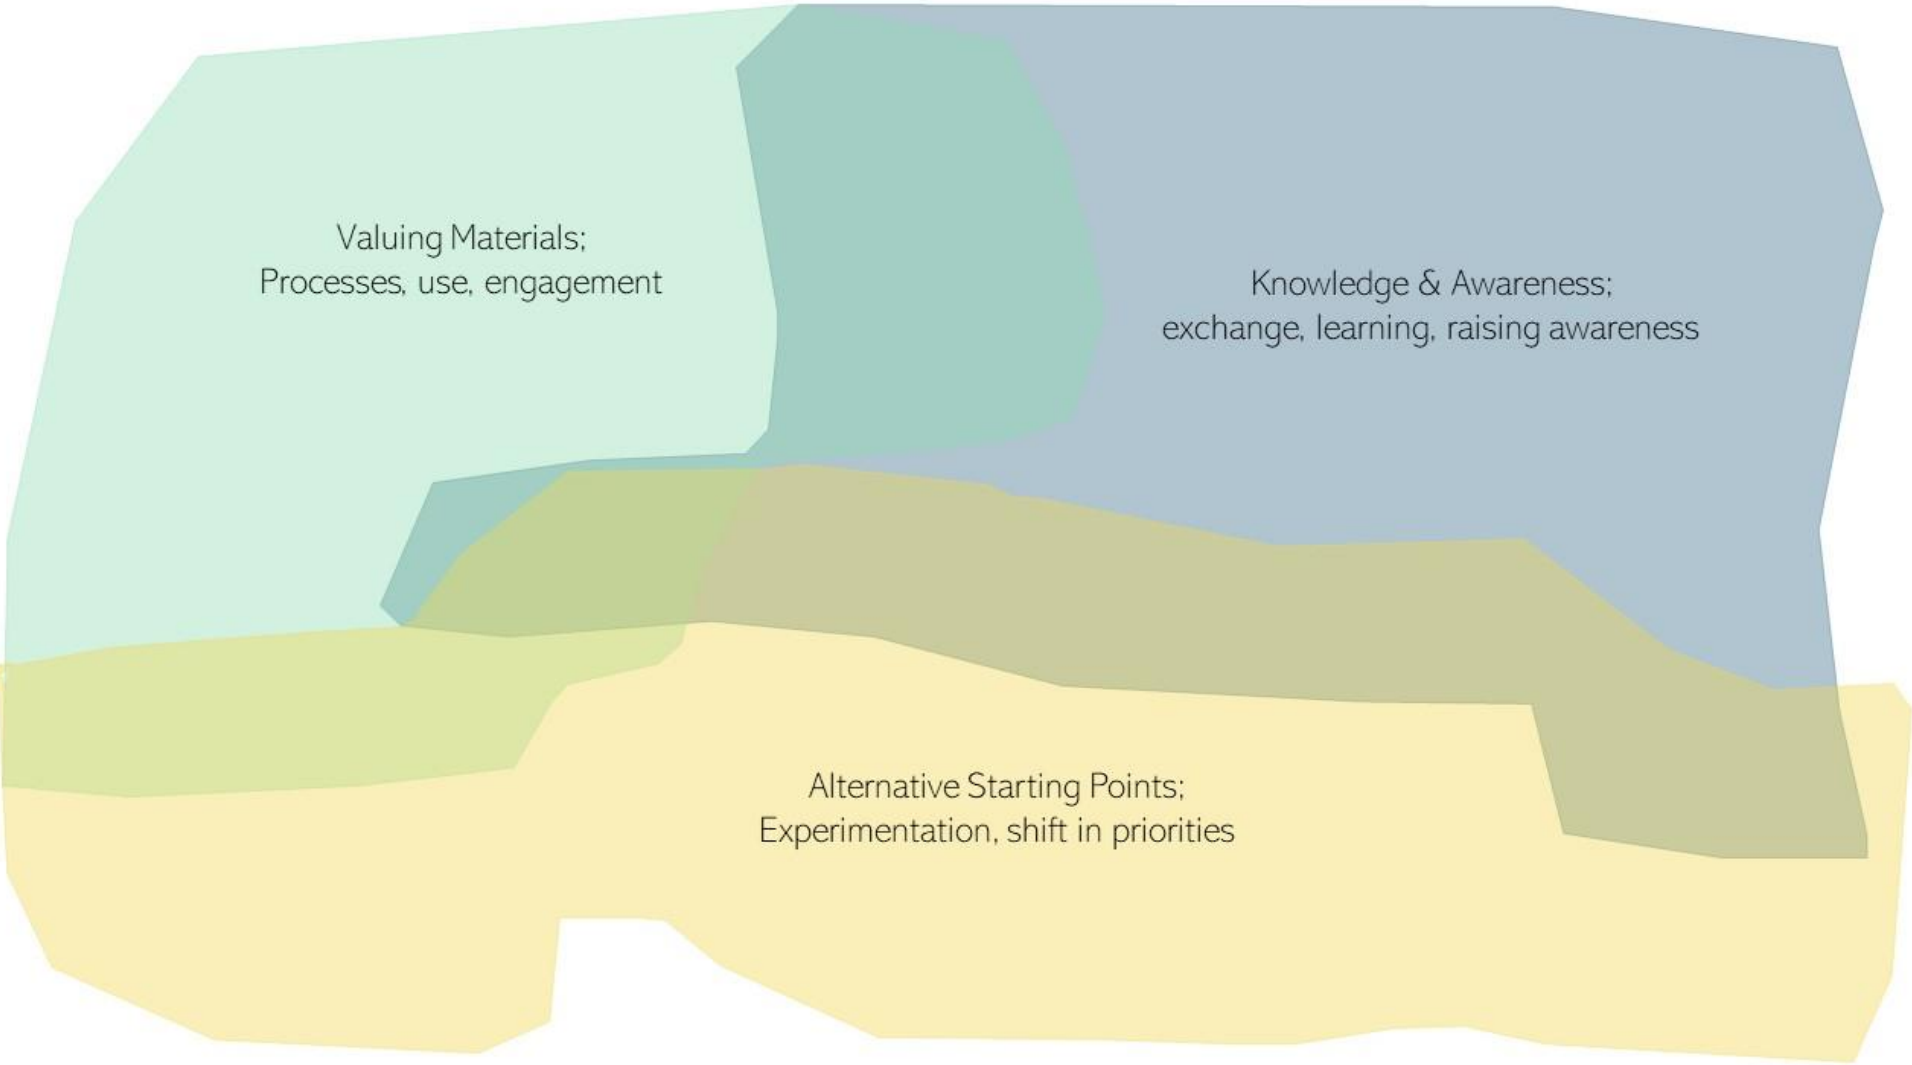 Valuing Materials;
Processes, use, engagement
Knowledge & Awareness;
exchange, learning, raising awareness
Alternative Starting Points;
Experimentation, shift in priorities